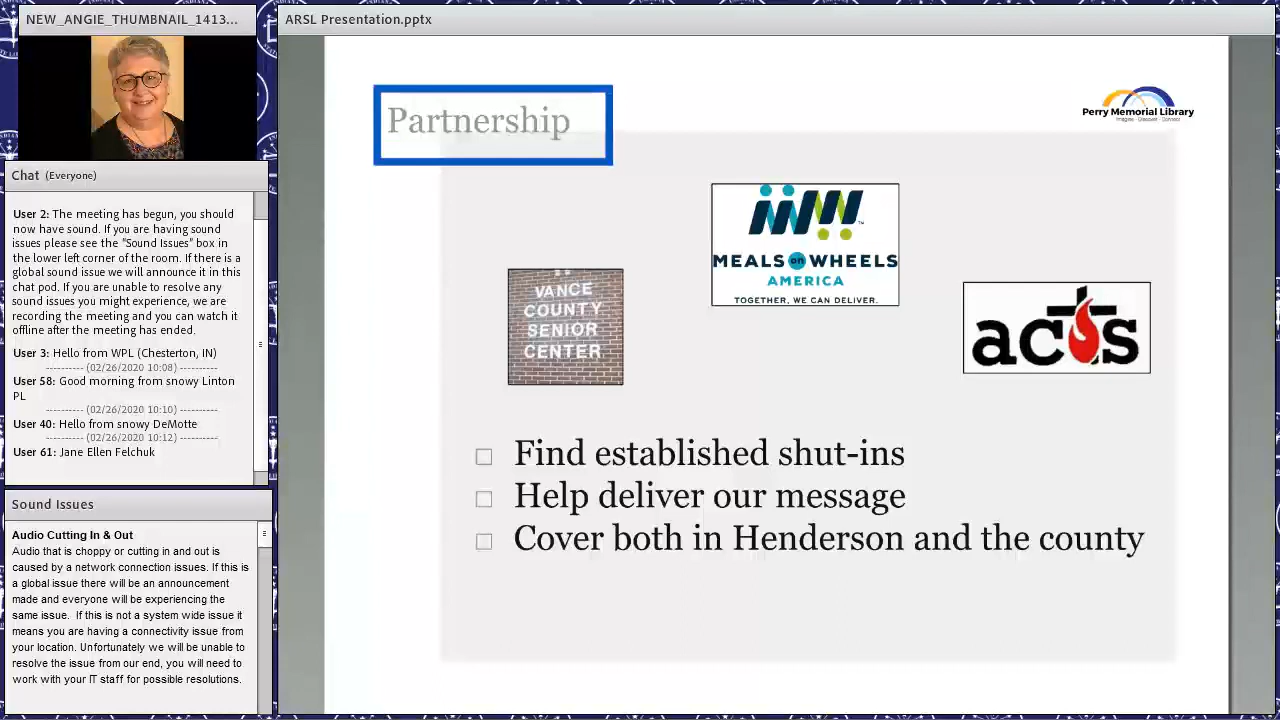 NEW_ANGIE_THUMBNAIL_1413...
ARSL Presentation.pptx
Chat (Everyone)
User 2: The meeting has begun, you should
now have sound. If you are having sound
issues please see the "Sound Issues" box in
the lower left corner of the room. If there is a
global sound issue we will announce it in this
chat pod. If you are unable to resolve any
sound issues you might experience, we are
recording the meeting and you can watch it
offline after the meeting has ended.
User 3: Hello from WPL (Chesterton, IN)
---------- (02/26/2020 10:08) ----------
User 58: Good morning from snowy Linton
PL
---------- (02/26/2020 10:10) ----------
User 40: Hello from snowy DeMotte
---------- (02/26/2020 10:12) ----------
User 61: Jane Ellen Felchuk
Sound Issues
Audio Cutting In & Out
Audio that is choppy or cutting in and out is
caused by a network connection issues. If this is
a global issue there will be an announcement
made and everyone will be experiencing the
same issue. If this is not a system wide issue it
means you are having a connectivity issue from
your location. Unfortunately we will be unable to
resolve the issue from our end, you will need to
work with your IT staff for possible resolutions.
Partnership
Perry Memorial Library
Imagine · Discover · Connect
MEALS on WHEELS
AMERICA
TOGETHER, WE CAN DELIVER.
VANCE
COUNTY
SENIOR
CENTER
acts
Find established shut-ins
Help deliver our message
Cover both in Henderson and the county